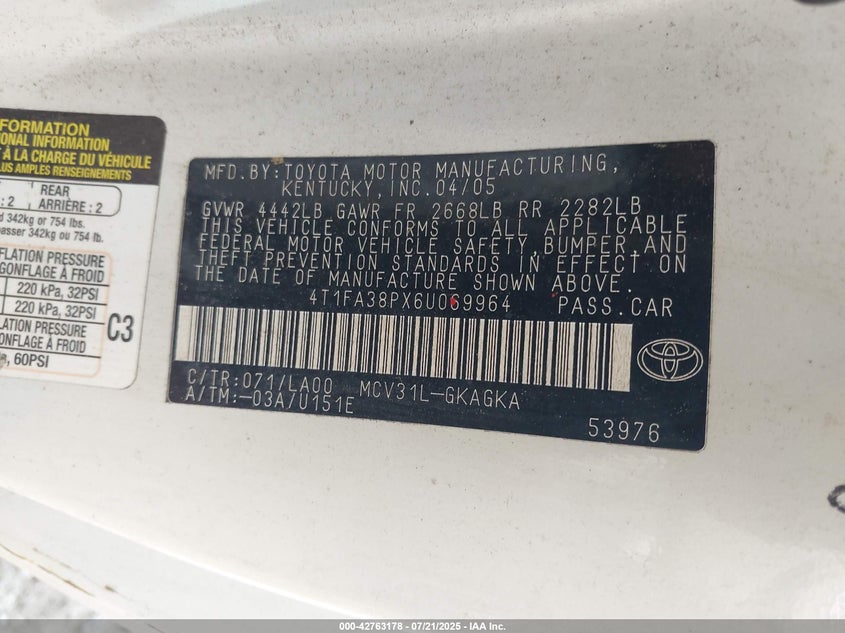 FORMATION
ONAL INFORMATION
À LA CHARGE DU VÉHICULE
LUS AMPLES RENSEIGNEMENTS
: 2
REAR
ARRIÈRE : 2
d 342kg or 754 lbs.
passer 342kg ou 754 lb.
FLATION PRESSURE
GONFLAGE À FROID
220 kPa, 32PSI
220 kPa, 32PSI
FLATION PRESSURE
GONFLAGE À FROID
60PSI
C3
MFD.BY:TOYOTA MOTOR MANUFACTURING,
KENTUCKY, INC.04/05
GVWR 4442LB GAWR FR 2668LB RR 2282LB
THIS VEHICLE CONFORMS TO ALL APPLICABLE
FEDERAL MOTOR VEHICLE SAFETY, BUMPER,AND
THEFT PREVENTION STANDARDS IN EFFECT ON
THE DATE OF MANUFACTURE SHOWN ABOVE.
4T1FA38PX6U069964 PASS.CAR
C/TR:071/LA00 MCV31L-GKAGKA
A/TM:-03A/U151E
53976
000-42763178 - 07/21/2025 - IAA Inc.